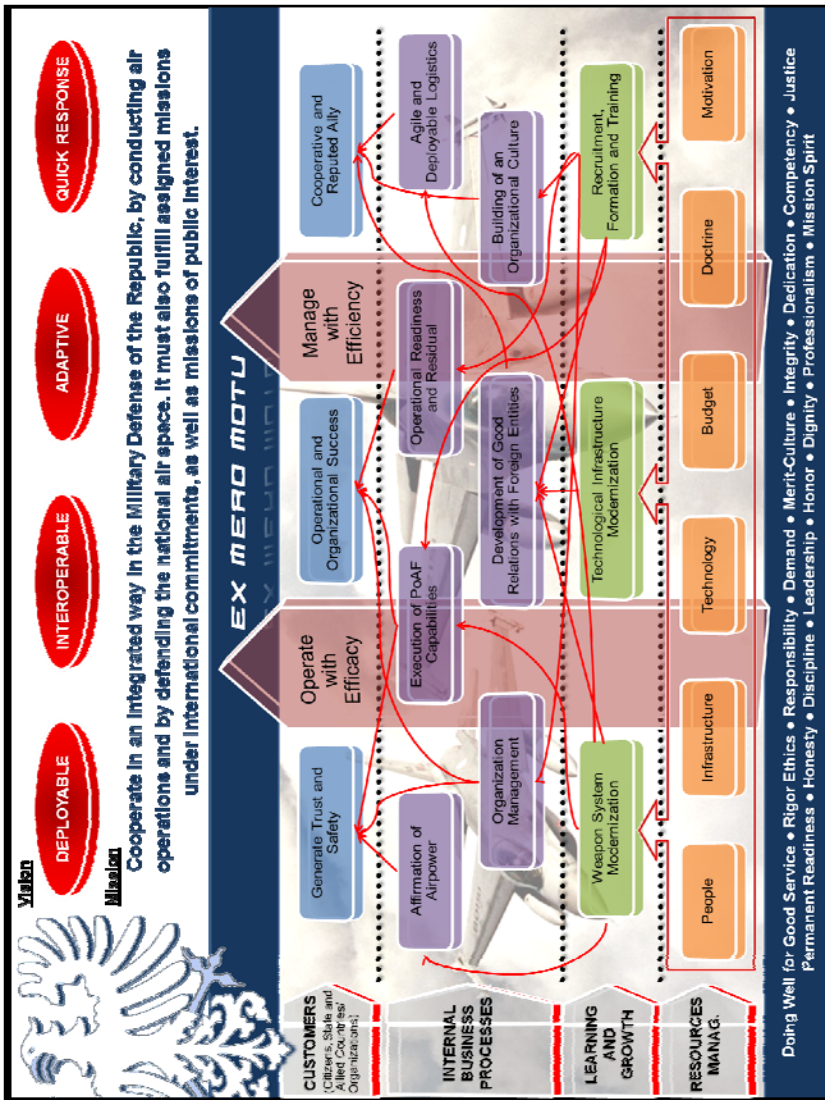 Vision
DEPLOYABLE
INTEROPERABLE
ADAPTIVE
QUICK RESPONSE
Mission
Cooperate in an integrated way in the Military Defense of the Republic, by conducting air
operations and by defending the national air space. It must also fulfill assigned missions
under international commitments, as well as missions of public interest.
EX MERO MOTU
CUSTOMERS
(Citizens, State and
Allied Countries/
Organizations)
Generate Trust and
Safety
Operate
with
Efficacy
Operational and
Organizational Success
Manage
with
Efficiency
Cooperative and
Reputed Ally
INTERNAL
BUSINESS
PROCESSES
Affirmation of
Airpower
Execution of PoAF
Capabilities
Operational Readiness
and Residual
Agile and
Deployable Logistics
Organization
Management
Development of Good
Relations with Foreign Entities
Building of an
Organizational Culture
LEARNING
AND
GROWTH
Weapon System
Modernization
Technological Infrastructure
Modernization
Recruitment,
Formation and Training
RESOURCES
MANAG.
People
Infrastructure
Technology
Budget
Doctrine
Motivation
Doing Well for Good Service ● Rigor Ethics ● Responsibility ● Demand ● Merit-Culture ● Integrity ● Dedication ● Competency ● Justice
Permanent Readiness ● Honesty ● Discipline ● Leadership ● Honor ● Dignity ● Professionalism ● Mission Spirit